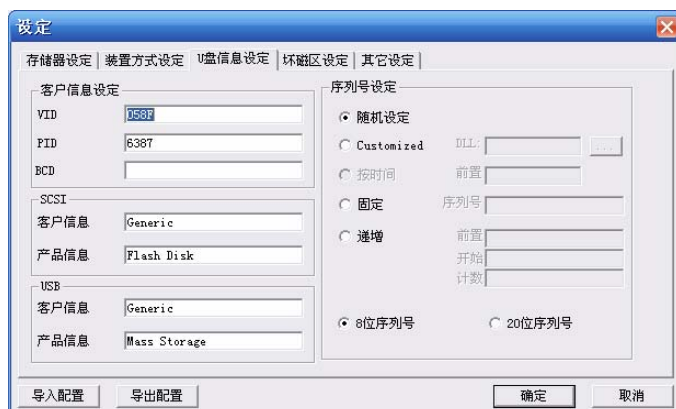 设定
存储器设定 装置方式设定 U盘信息设定 坏磁区设定 其它设定
客户信息设定
VID 058F
PID 6387
BCD
SCSI
客户信息 Generic
产品信息 Flash Disk
USB
客户信息 Generic
产品信息 Mass Storage
序列号设定
随机设定
Customized DLL: ...
按时间 前置
固定 序列号
递增 前置
开始
计数
8位序列号 20位序列号
导入配置 导出配置 确定 取消